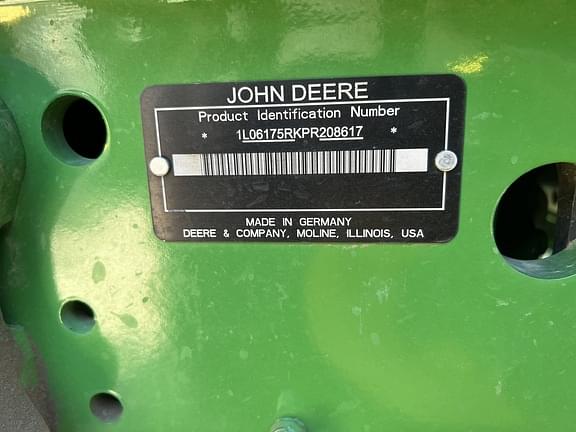 JOHN DEERE
Product Identification Number
* 1L06175RKPR208617 *
MADE IN GERMANY
DEERE & COMPANY, MOLINE, ILLINOIS, USA